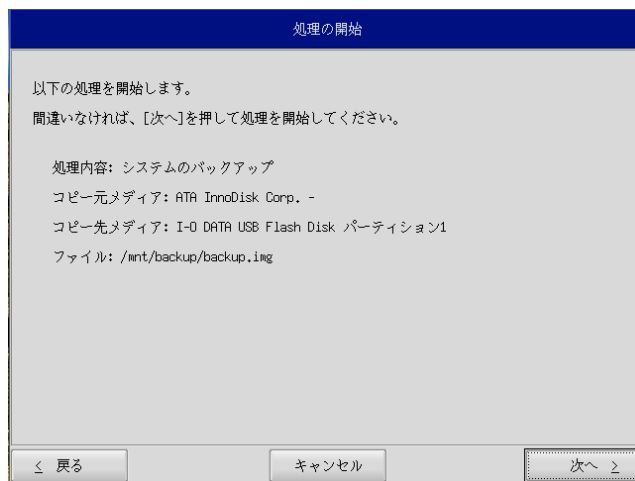 処理の開始
以下の処理を開始します。
間違いなければ、[次へ]を押して処理を開始してください。
処理内容: システムのバックアップ
コピー元メディア: ATA InnoDisk Corp. -
コピー先メディア: I-O DATA USB Flash Disk パーティション1
ファイル: /mnt/backup/backup.img
< 戻る
キャンセル
次へ >